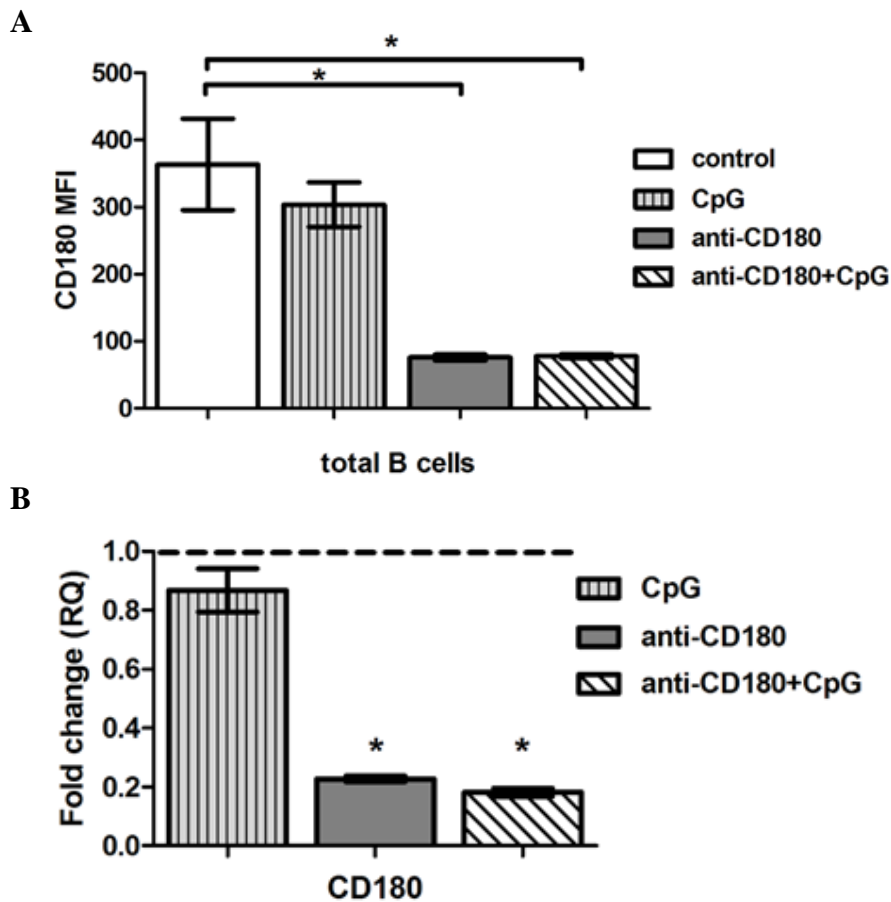 A
* 
*
500
400
300
200
100
0
CD180 MFI
total B cells
control
CpG
anti-CD180
anti-CD180+CpG
B
1.0
0.8
0.6
0.4
0.2
0.0
Fold change (RQ)
* *
CD180
CpG
anti-CD180
anti-CD180+CpG